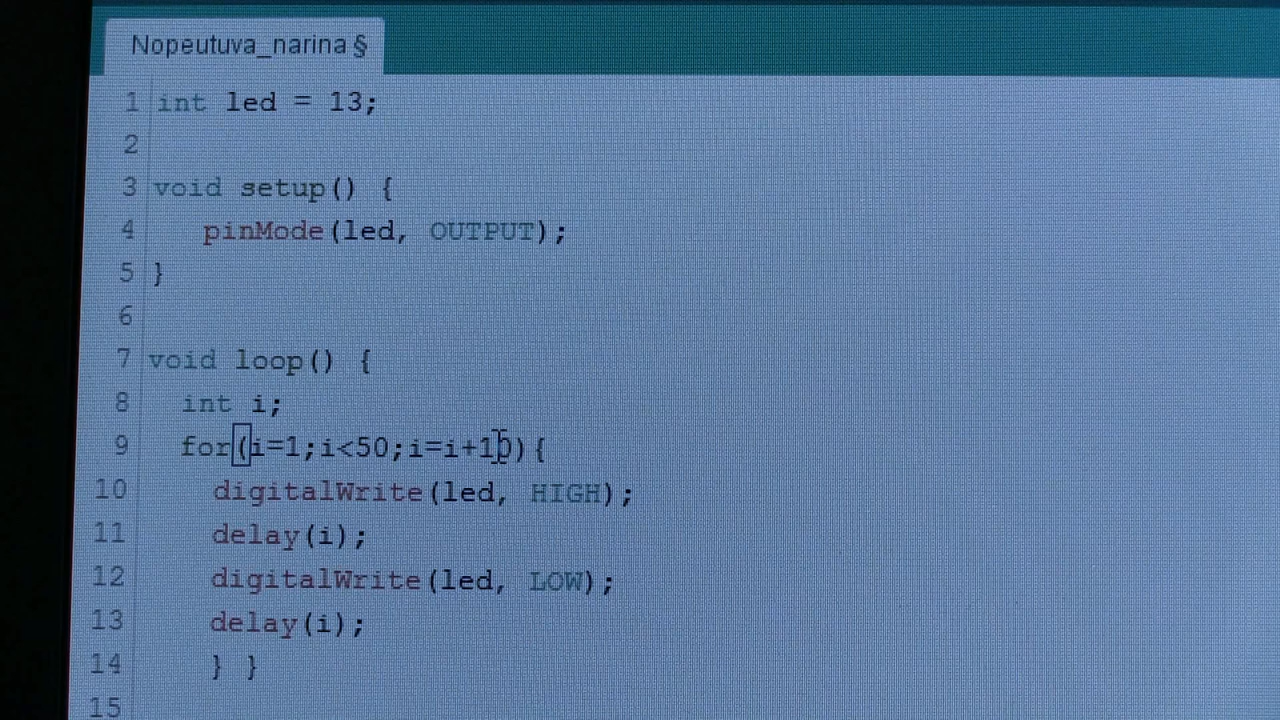 Nopeutuva_narina §
1 int led = 13;
2
3 void setup() {
4 pinMode(led, OUTPUT);
5 }
6
7 void loop() {
8 int i;
9 for(i=1;i<50;i=i+10){
10 digitalWrite(led, HIGH);
11 delay(i);
12 digitalWrite(led, LOW);
13 delay(i);
14 } }
15